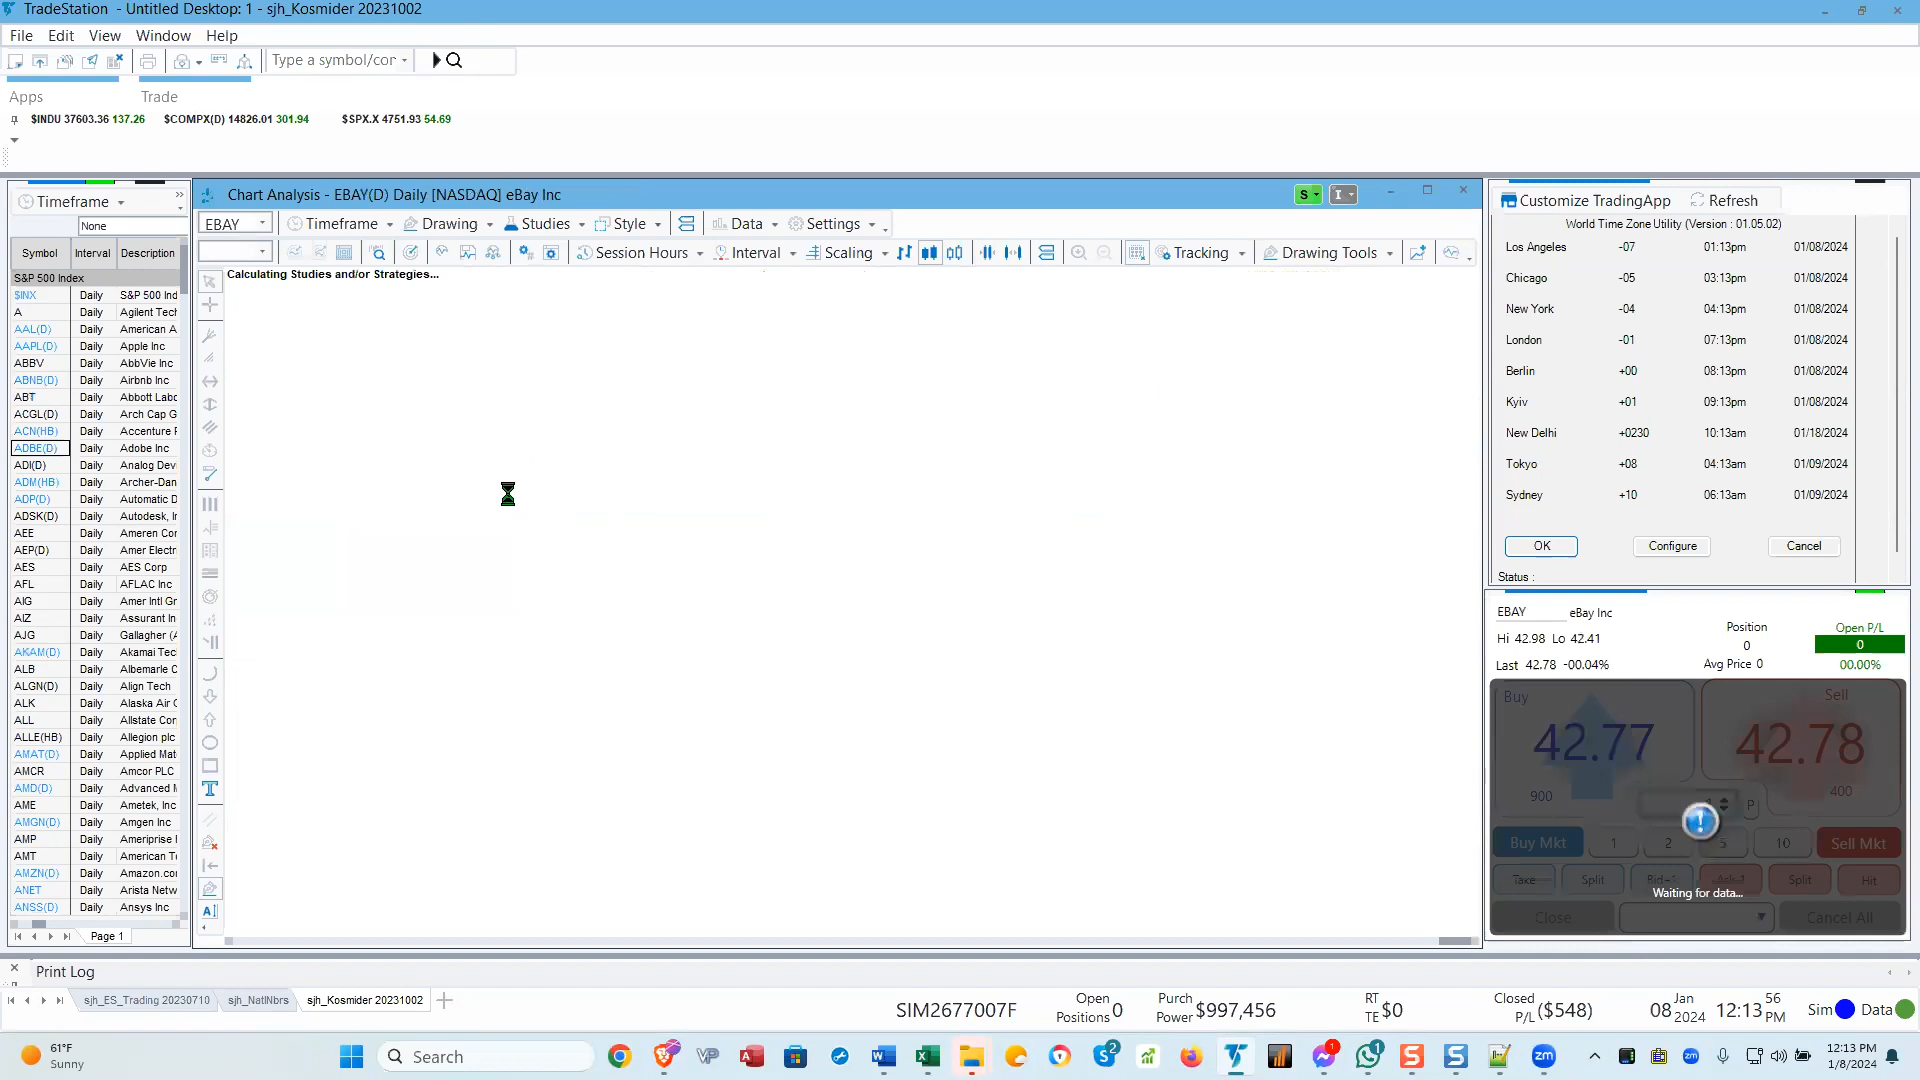 TradeStation - Untitled Desktop: 1 - sjh_Kosmider 20231002
File Edit View Window Help
Type a symbol/cor
Apps Trade
$INDU 37603.36 137.26 $COMPX(D) 14826.01 301.94 $SPX.X 4751.93 54.69
Timeframe
None
Symbol Interval Description
S&P 500 Index
$INX Daily S&P 500 Ind
A Daily Agilent Tech
AAL(D) Daily American A
AAPL(D) Daily Apple Inc
ABBV Daily AbbVie Inc
ABNB(D) Daily Airbnb Inc
ABT Daily Abbott Labo
ACGL(D) Daily Arch Cap G
ACN(HB) Daily Accenture P
ADBE(D) Daily Adobe Inc
ADI(D) Daily Analog Devi
ADM(HB) Daily Archer-Dan
ADP(D) Daily Automatic D
ADSK(D) Daily Autodesk, In
AEE Daily Ameren Cor
AEP(D) Daily Amer Electr
AES Daily AES Corp
AFL Daily AFLAC Inc
AIG Daily Amer Intl Gr
AIZ Daily Assurant In
AJG Daily Gallagher (A
AKAM(D) Daily Akamai Tec
ALB Daily Albemarle C
ALGN(D) Daily Align Tech
ALK Daily Alaska Air G
ALL Daily Allstate Cor
ALLE(HB) Daily Allegion plc
AMAT(D) Daily Applied Mat
AMCR Daily Amcor PLC
AMD(D) Daily Advanced M
AME Daily Ametek, Inc
AMGN(D) Daily Amgen Inc
AMP Daily Ameriprise F
AMT Daily American T
AMZN(D) Daily Amazon.co
ANET Daily Arista Netw
ANSS(D) Daily Ansys Inc
Page 1
Chart Analysis - EBAY(D) Daily [NASDAQ] eBay Inc
S I
EBAY Timeframe Drawing Studies Style Data Settings
Session Hours Interval Scaling Tracking Drawing Tools
Calculating Studies and/or Strategies...
Customize TradingApp Refresh
World Time Zone Utility (Version : 01.05.02)
Los Angeles -07 01:13pm 01/08/2024
Chicago -05 03:13pm 01/08/2024
New York -04 04:13pm 01/08/2024
London -01 07:13pm 01/08/2024
Berlin +00 08:13pm 01/08/2024
Kyiv +01 09:13pm 01/08/2024
New Delhi +0230 10:13am 01/18/2024
Tokyo +08 04:13am 01/09/2024
Sydney +10 06:13am 01/09/2024
OK Configure Cancel
Status :
EBAY eBay Inc
Hi 42.98 Lo 42.41 Position Open P/L
0 0
Last 42.78 -00.04% Avg Price 0 00.00%
Buy Sell
42.77 42.78
900 400
P
Buy Mkt 1 2 5 10 Sell Mkt
Take Split Split Hit
Waiting for data...
Close Cancel All
Print Log
sjh_ES_Trading 20230710 sjh_NatlNbrs sjh_Kosmider 20231002
SIM2677007F Open Positions 0 Purch Power $997,456 RT TE $0 Closed P/L ($548) 08 Jan 2024 12:13 56 PM Sim Data
61°F
Sunny
Search
2 1 1
12:13 PM
1/8/2024